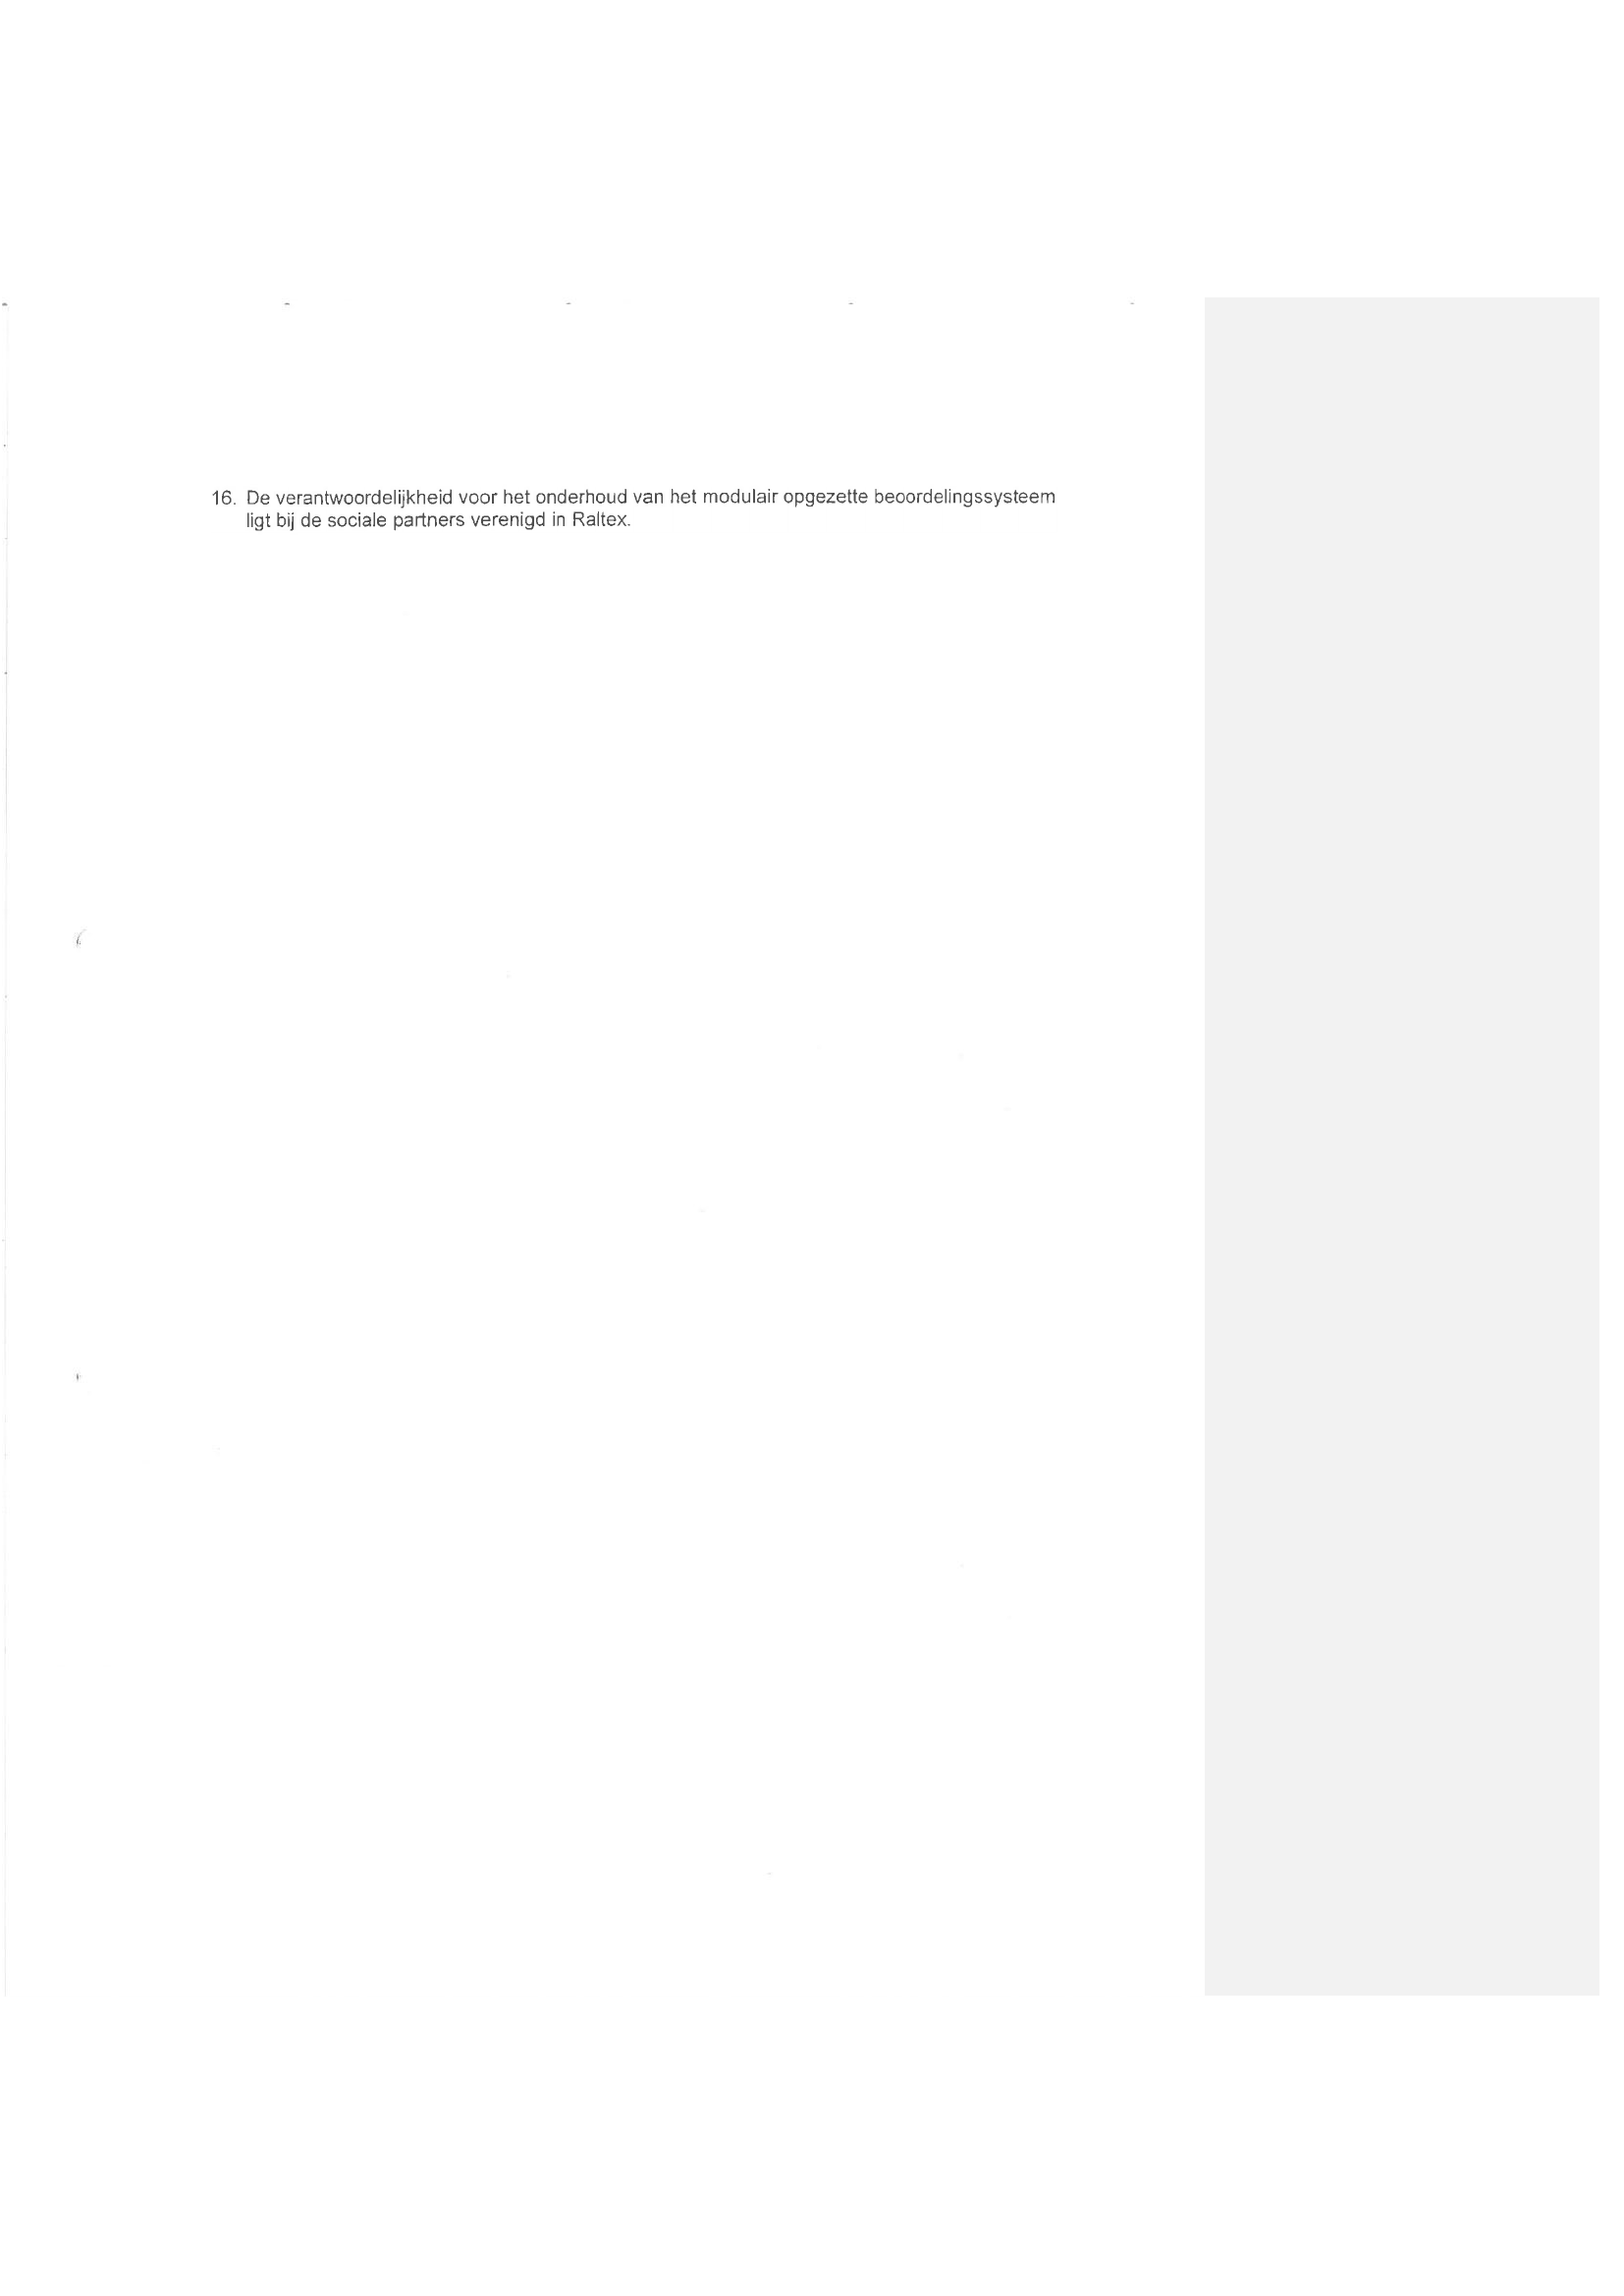 16. De verantwoordelijkheid voor het onderhoud van het modulair opgezette beoordelingssysteem
ligt bij de sociale partners verenigd in Raltex.